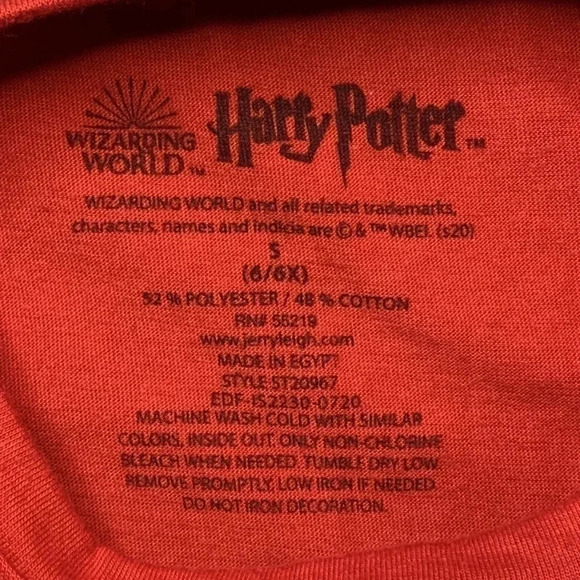 WIZARDING
WORLD™
Harry Potter™
WIZARDING WORLD and all related trademarks,
characters, names and indicia are © & ™ WBEI. (s20)
S
(6/6X)
52 % POLYESTER / 48 % COTTON
RN# 55219
www.jerryleigh.com
MADE IN EGYPT
STYLE ST20967
EDF-IS2230-0720
MACHINE WASH COLD WITH SIMILAR
COLORS, INSIDE OUT. ONLY NON-CHLORINE
BLEACH WHEN NEEDED. TUMBLE DRY LOW.
REMOVE PROMPTLY. LOW IRON IF NEEDED.
DO NOT IRON DECORATION.